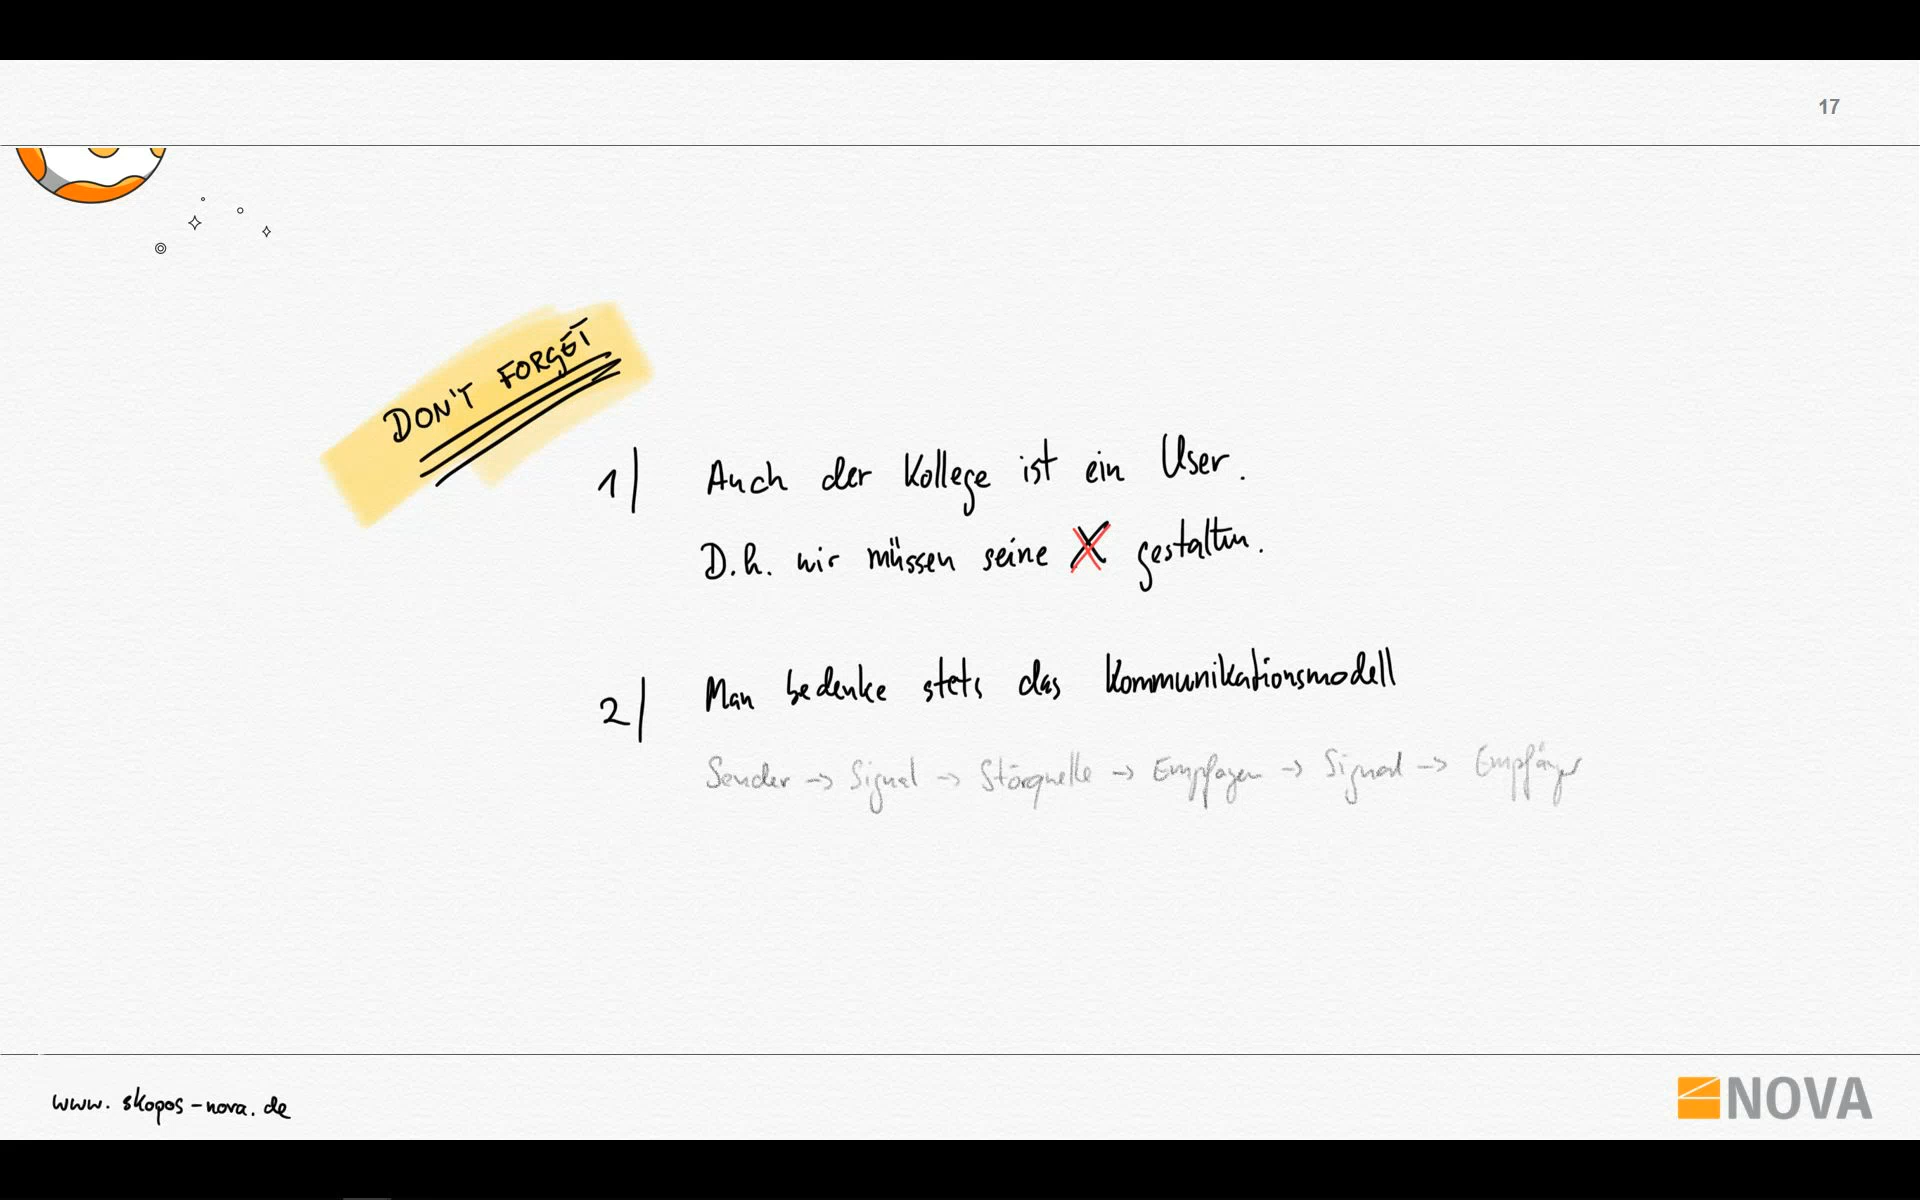 17
DON'T FORGET
1) Auch der Kollege ist ein User.
D.h. wir müssen seine X gestalten.
2) Man bedenke stets das Kommunikationsmodell
Sender → Signal → Störquelle → Empfagen → Signal → Empfänger
www.skopos-nova.de
NOVA